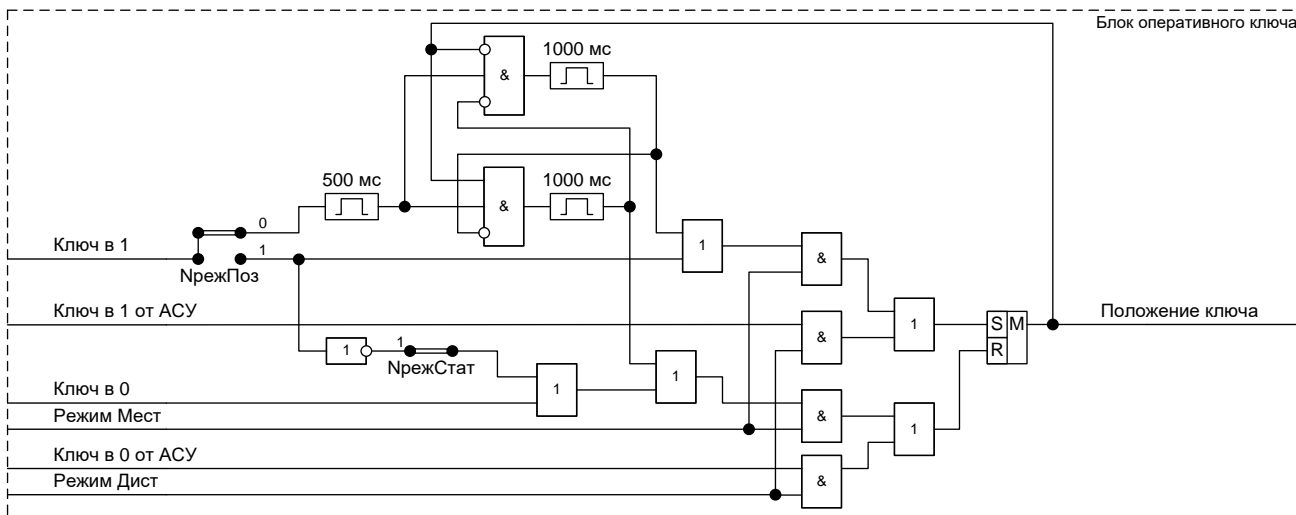 Блок оперативного ключа
1000 мс
&
500 мс
1000 мс
&
0
Ключ в 1
1
NрежПоз
1
&
Ключ в 1 от АСУ
Положение ключа
1
S
M
R
&
1
1
NрежСтат
1
1
Ключ в 0
&
Режим Мест
1
Ключ в 0 от АСУ
Режим Дист
&